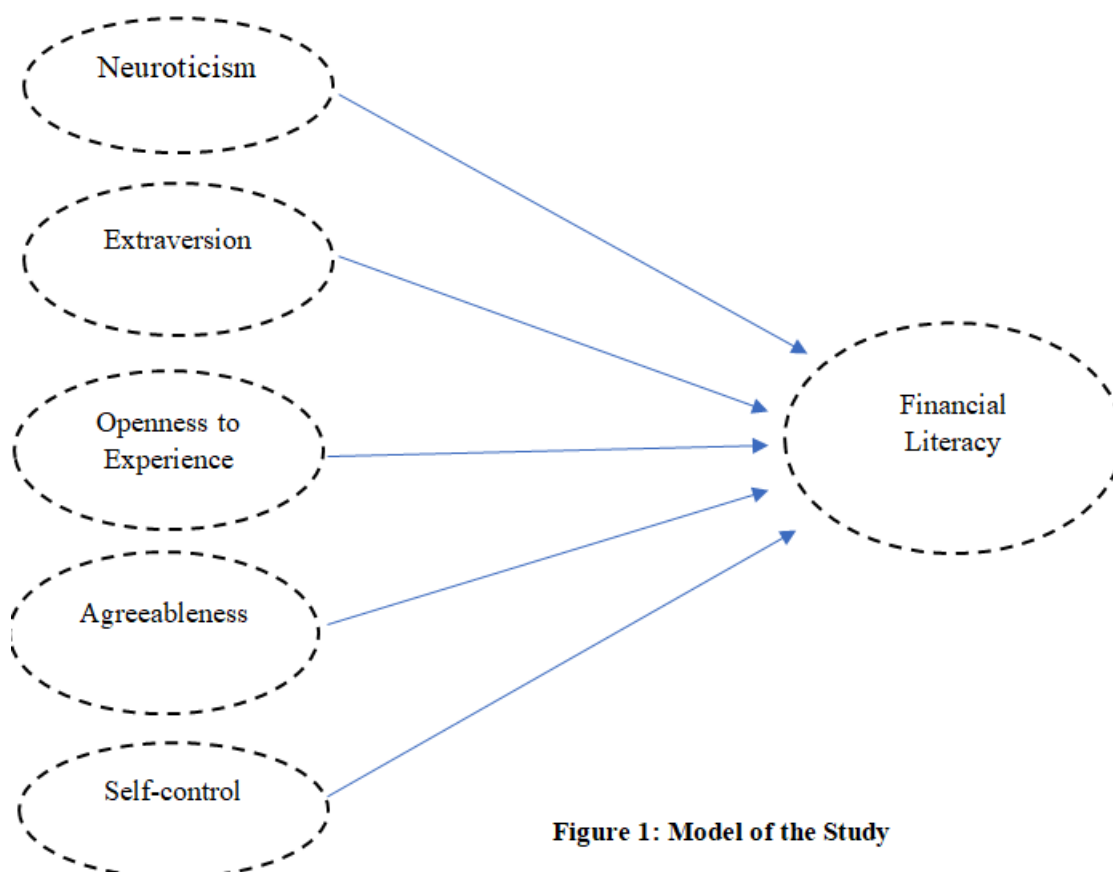 Neuroticism
Extraversion
Openness to
Experience
Agreeableness
Self-control
Financial
Literacy
Figure 1: Model of the Study